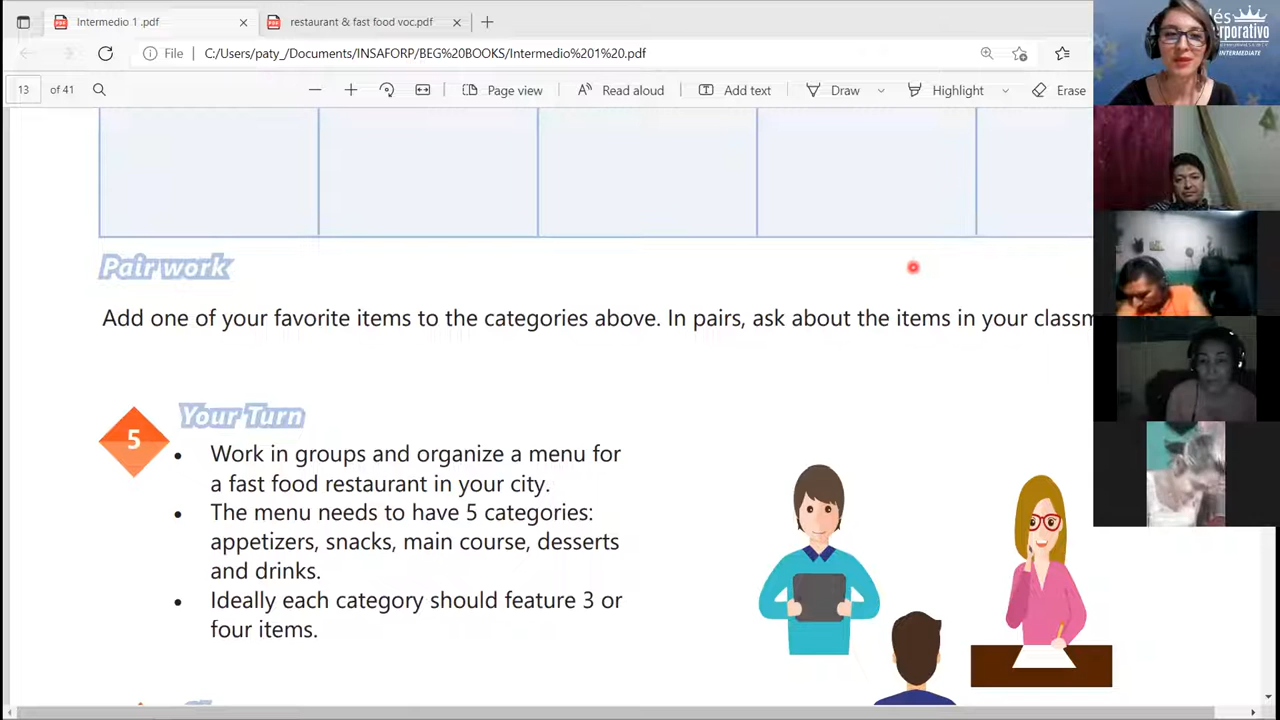 Intermedio 1 .pdf
restaurant & fast food voc.pdf
File
C:/Users/paty_/Documents/INSAFORP/BEG%20BOOKS/Intermedio%201%20.pdf
13 of 41
Page view
Read aloud
Add text
Draw
Highlight
Erase
Pair work
Add one of your favorite items to the categories above. In pairs, ask about the items in your classm
5
Your Turn
• Work in groups and organize a menu for
a fast food restaurant in your city.
• The menu needs to have 5 categories:
appetizers, snacks, main course, desserts
and drinks.
• Ideally each category should feature 3 or
four items.
lés
orporativo
INTERMEDIATE